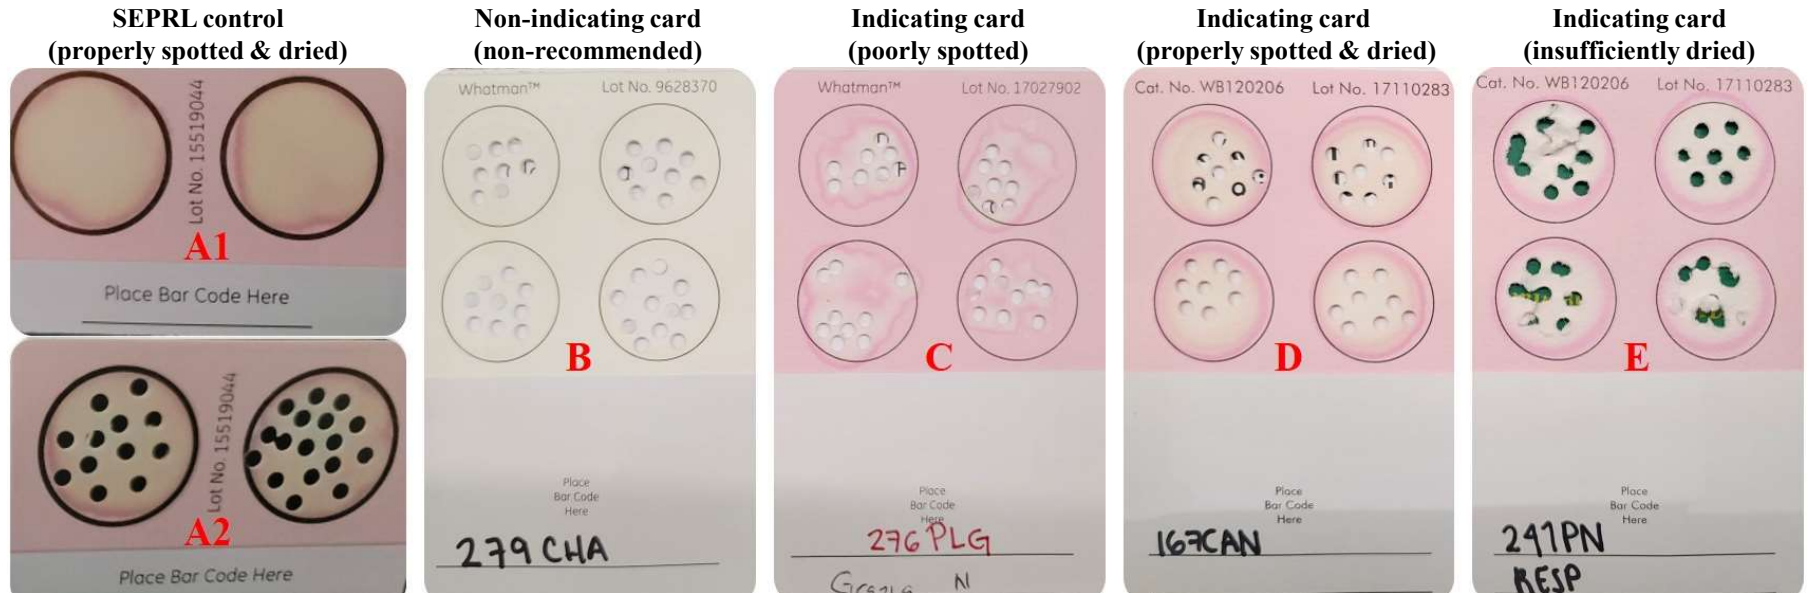 SEPRL control
(properly spotted & dried)
Non-indicating card
(non-recommended)
Indicating card
(poorly spotted)
Indicating card
(properly spotted & dried)
Indicating card
(insufficiently dried)
Lot No. 15519044
A1
Place Bar Code Here
Lot No. 15519044
A2
Place Bar Code Here
Whatman™
Lot No. 9628370
B
Place
Bar Code
Here
279 CHA
Whatman™
Lot No. 17027902
C
Place
Bar Code
Here
276 PLG
N
Cat. No. WB120206
Lot No. 17110283
D
Place
Bar Code
Here
167CAN
Cat. No. WB120206
Lot No. 17110283
E
Place
Bar Code
Here
247PN
RESP